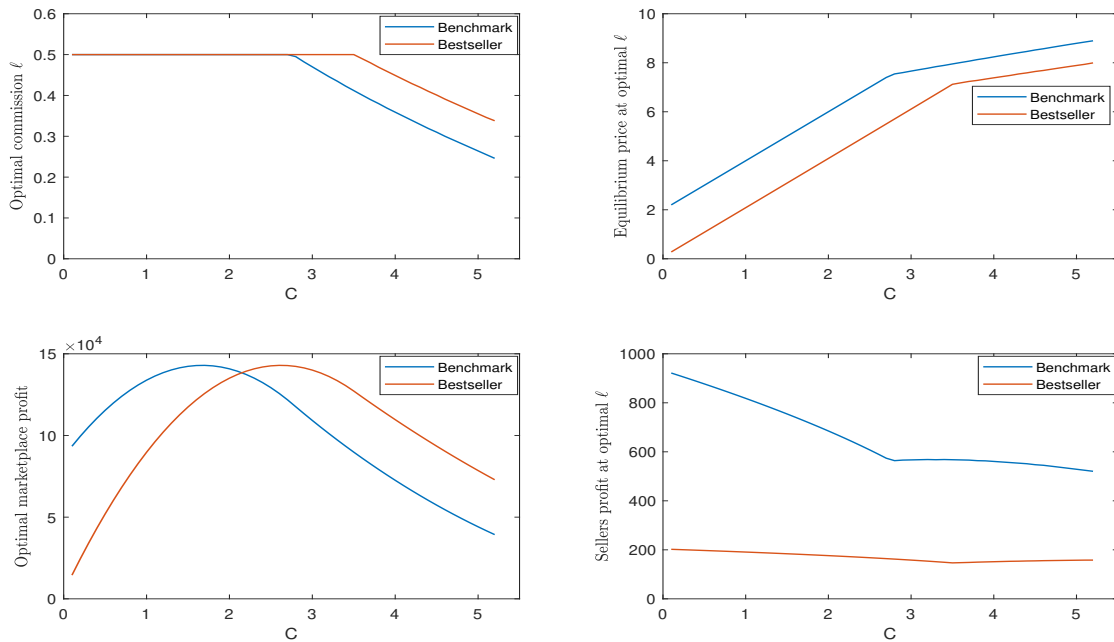 Optimal commission ℓ
0.6
0.5
0.4
0.3
0.2
0.1
0
Benchmark
Bestseller
0 1 2 3 4 5
C
Equilibrium price at optimal ℓ
10
8
6
4
2
0
Benchmark
Bestseller
0 1 2 3 4 5
C
Optimal marketplace profit
×10⁴
15
10
5
0
Benchmark
Bestseller
0 1 2 3 4 5
C
Sellers profit at optimal ℓ
1000
800
600
400
200
0
Benchmark
Bestseller
0 1 2 3 4 5
C